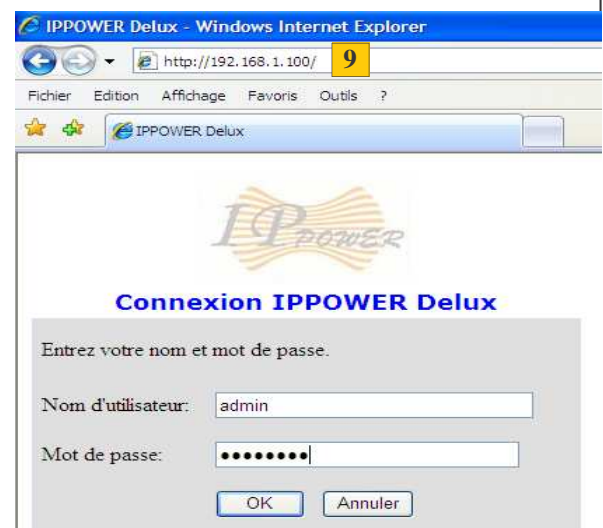 IPPOWER Delux - Windows Internet Explorer
http://192.168.1.100/ 9
Fichier Edition Affichage Favoris Outils ?
IPPOWER Delux
IPPOWER
Connexion IPPOWER Delux
Entrez votre nom et mot de passe.
Nom d'utilisateur: admin
Mot de passe: ••••••••
OK Annuler